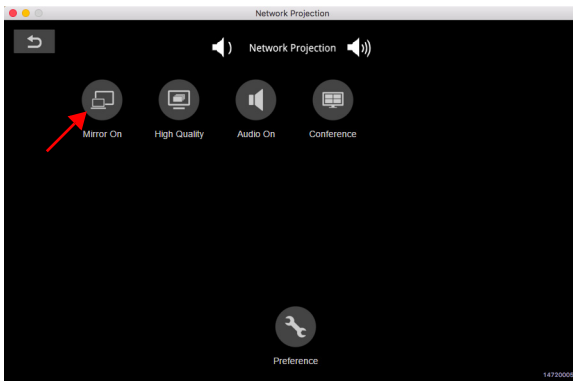 Network Projection
Network Projection
Mirror On
High Quality
Audio On
Conference
Preference
14720005